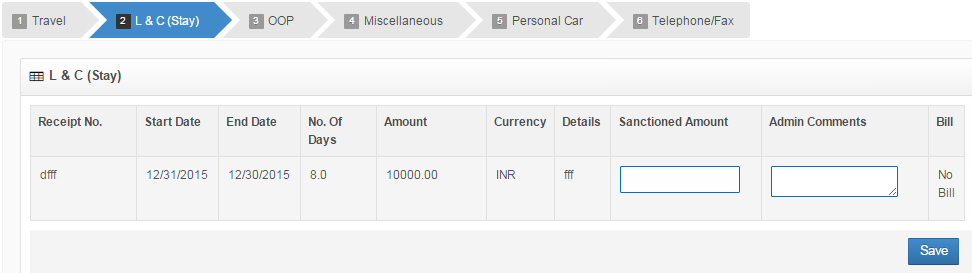 1 Travel 2 L & C (Stay) 3 OOP 4 Miscellaneous 5 Personal Car 6 Telephone/Fax
L & C (Stay)
Receipt No. Start Date End Date No. Of Days Amount Currency Details Sanctioned Amount Admin Comments Bill
dfff 12/31/2015 12/30/2015 8.0 10000.00 INR fff No Bill
Save